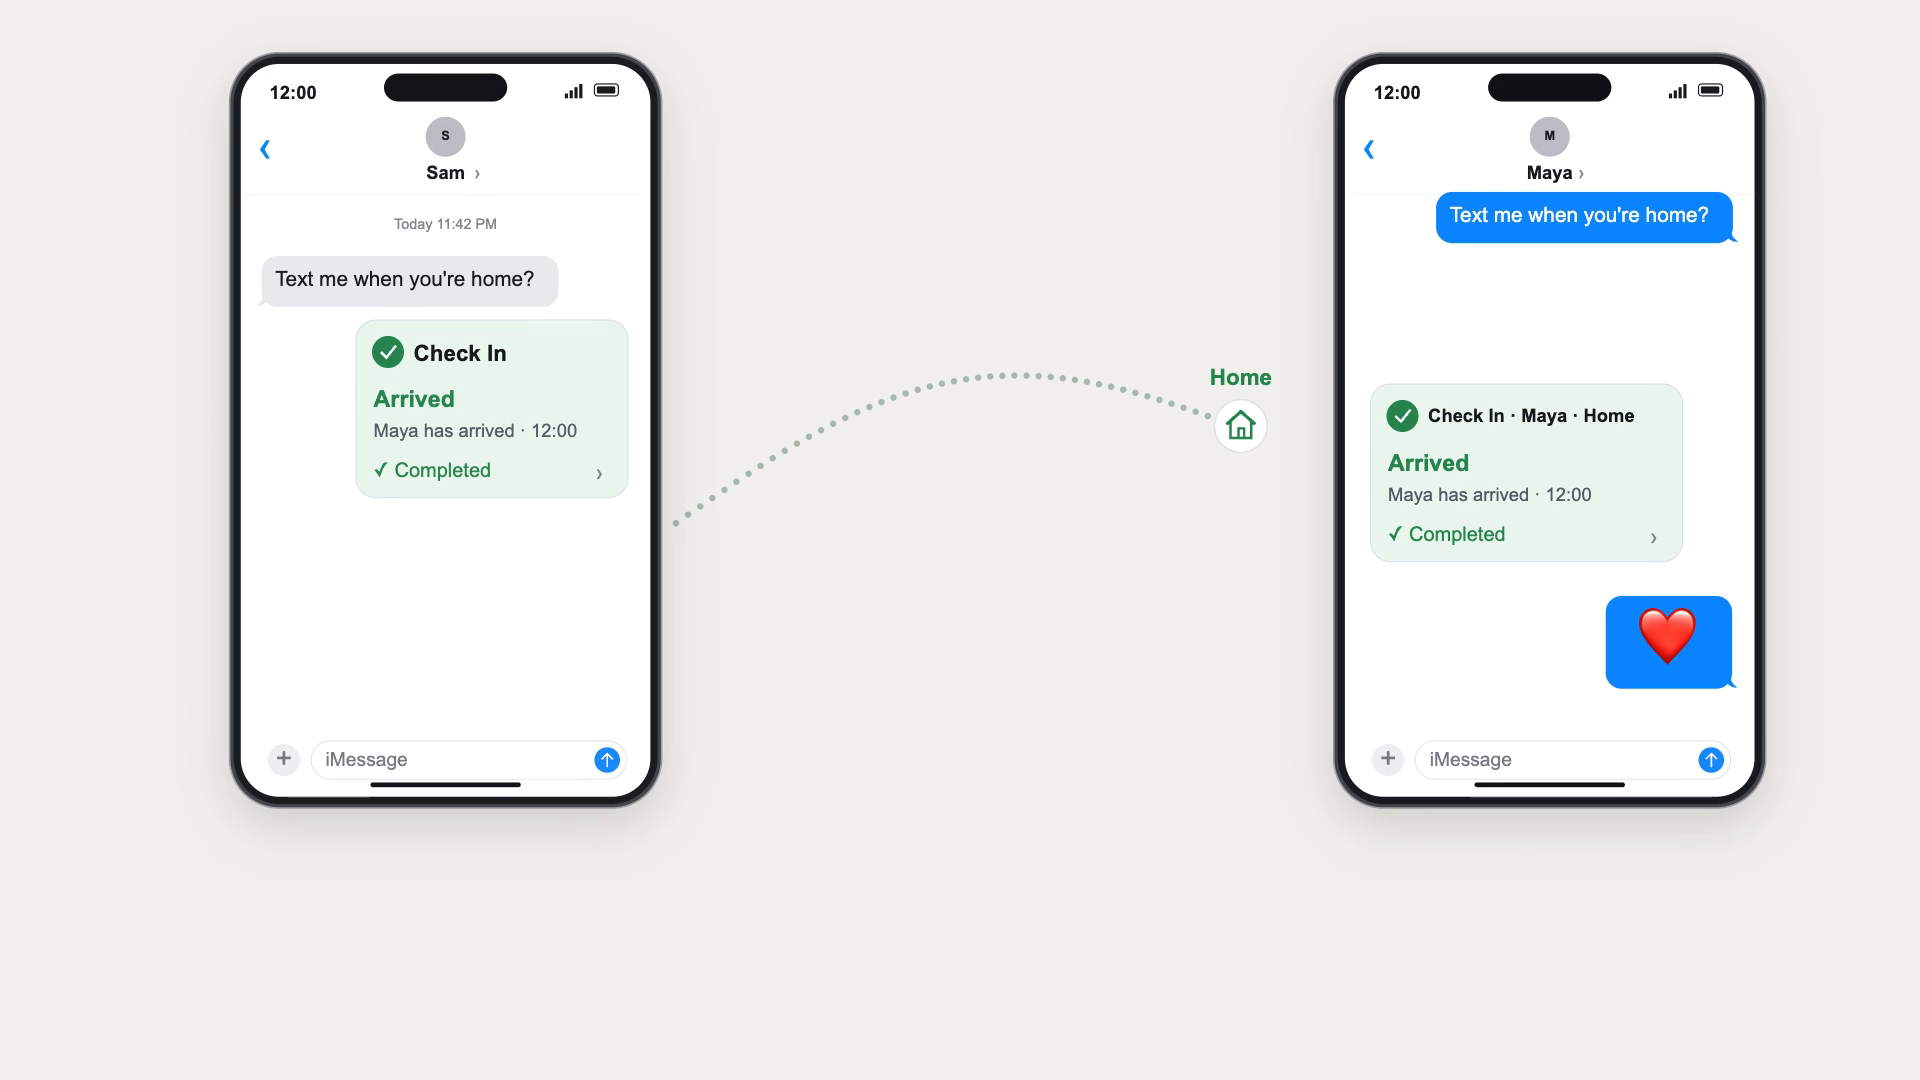 12:00
S
Sam ›
Today 11:42 PM
Text me when you're home?
Check In
Arrived
Maya has arrived · 12:00
✓ Completed ›
+ iMessage
Home
12:00
M
Maya ›
Text me when you're home?
Check In · Maya · Home
Arrived
Maya has arrived · 12:00
✓ Completed ›
+ iMessage